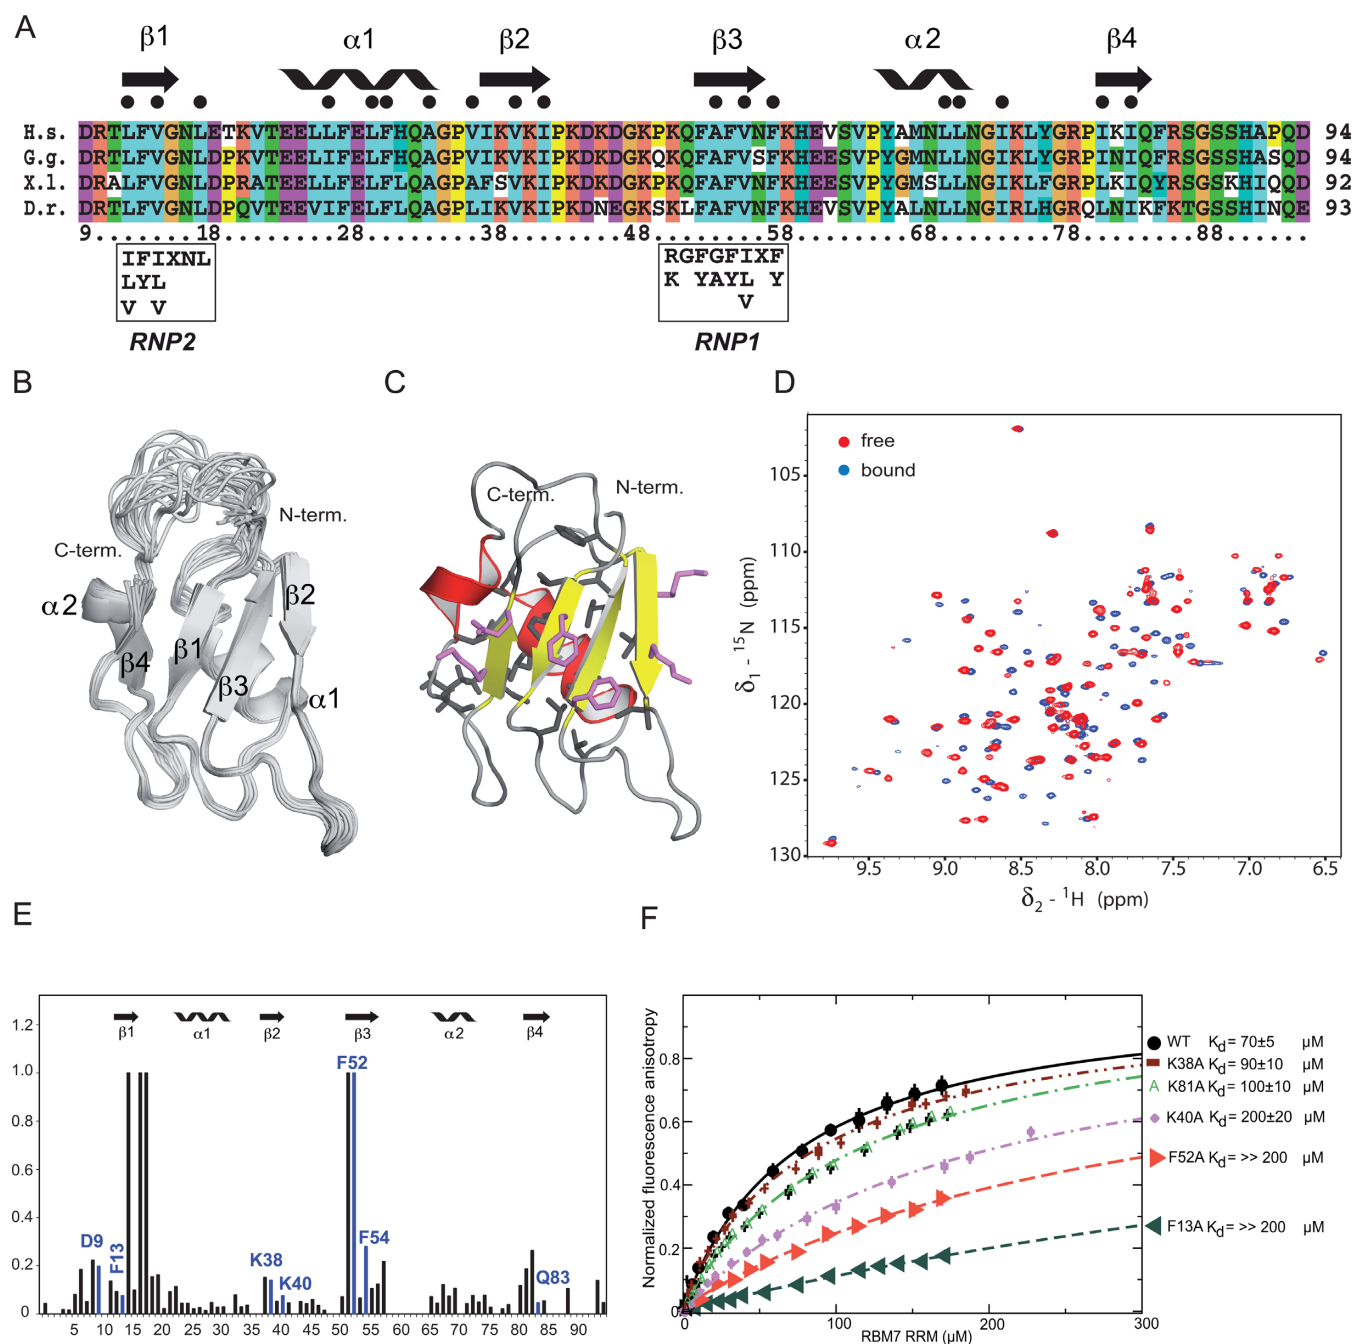 A
β1 α1 β2 β3 α2 β4
H.s. DRTLFVGNLETKVTEELLFELFHQAGPVIKVKIPKDKDGKPKQFAFVNFKHEVSVPYAMNLLNGIKLYGRPIKIQFRSGSSHAPQD 94
G.g. DRTLFVGNLDPKVTEELIFELFHQAGPVIKVKIPKDKDGKQKQFAFVSFKHEESVPYGMNLLNGIKLYGRPINIQFRSGSSHASQD 94
X.l. DRALFVGNLDPRATEELLFELFLQAGPAFSVKIPKDKDGKPKQFAFVNFKHEESVPYGMSLLNGIKLFGRPLKIQYRSGSKHIQQD 92
D.r. DRTLFVGNLDPQVTEEVIFELFLQAGPLIKVKIPKDNEGKSKLFAFVNFKHEVSVPYALNLLNGIRLYGRQLNIKFKTGSSHINQE 93
9........18........28........38........48........58........68........78........88......
IFIXNL RGFGFIXF
LYL K YAYL Y
V V V
RNP2 RNP1
B
N-term.
C-term.
α2
β2
β1
β4
β3
α1
C
C-term.
N-term.
D
free
bound
105
110
115
120
125
130
δ1 - 15N (ppm)
9.5 9.0 8.5 8.0 7.5 7.0 6.5
δ2 - 1H (ppm)
E
β1 α1 β2 β3 α2 β4
1.2
1.0
0.8
0.6
0.4
0.2
0
D9
F13
K38
K40
F52
F54
Q83
5 10 15 20 25 30 35 40 45 50 55 60 65 70 75 80 85 90
F
Normalized fluorescence anisotropy
0.8
0.6
0.4
0.2
0
0 100 200 300
RBM7 RRM (µM)
WT Kd = 70±5 µM
K38A Kd = 90±10 µM
K81A Kd = 100±10 µM
K40A Kd = 200±20 µM
F52A Kd = >> 200 µM
F13A Kd = >> 200 µM